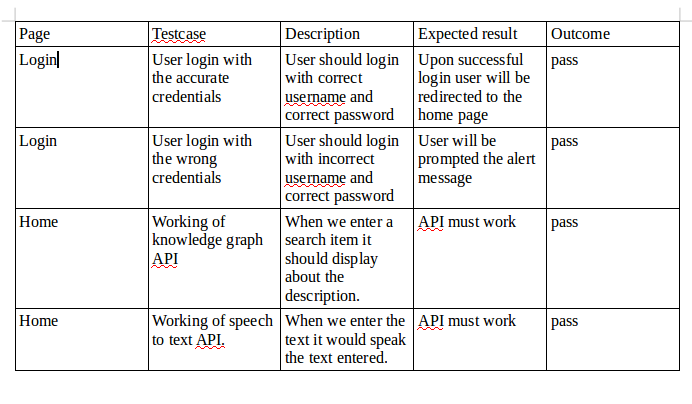 Page Testcase Description Expected result Outcome
Login User login with the accurate credentials User should login with correct username and correct password Upon successful login user will be redirected to the home page pass
Login User login with the wrong credentials User should login with incorrect username and correct password User will be prompted the alert message pass
Home Working of knowledge graph API When we enter a search item it should display about the description. API must work pass
Home Working of speech to text API. When we enter the text it would speak the text entered. API must work pass